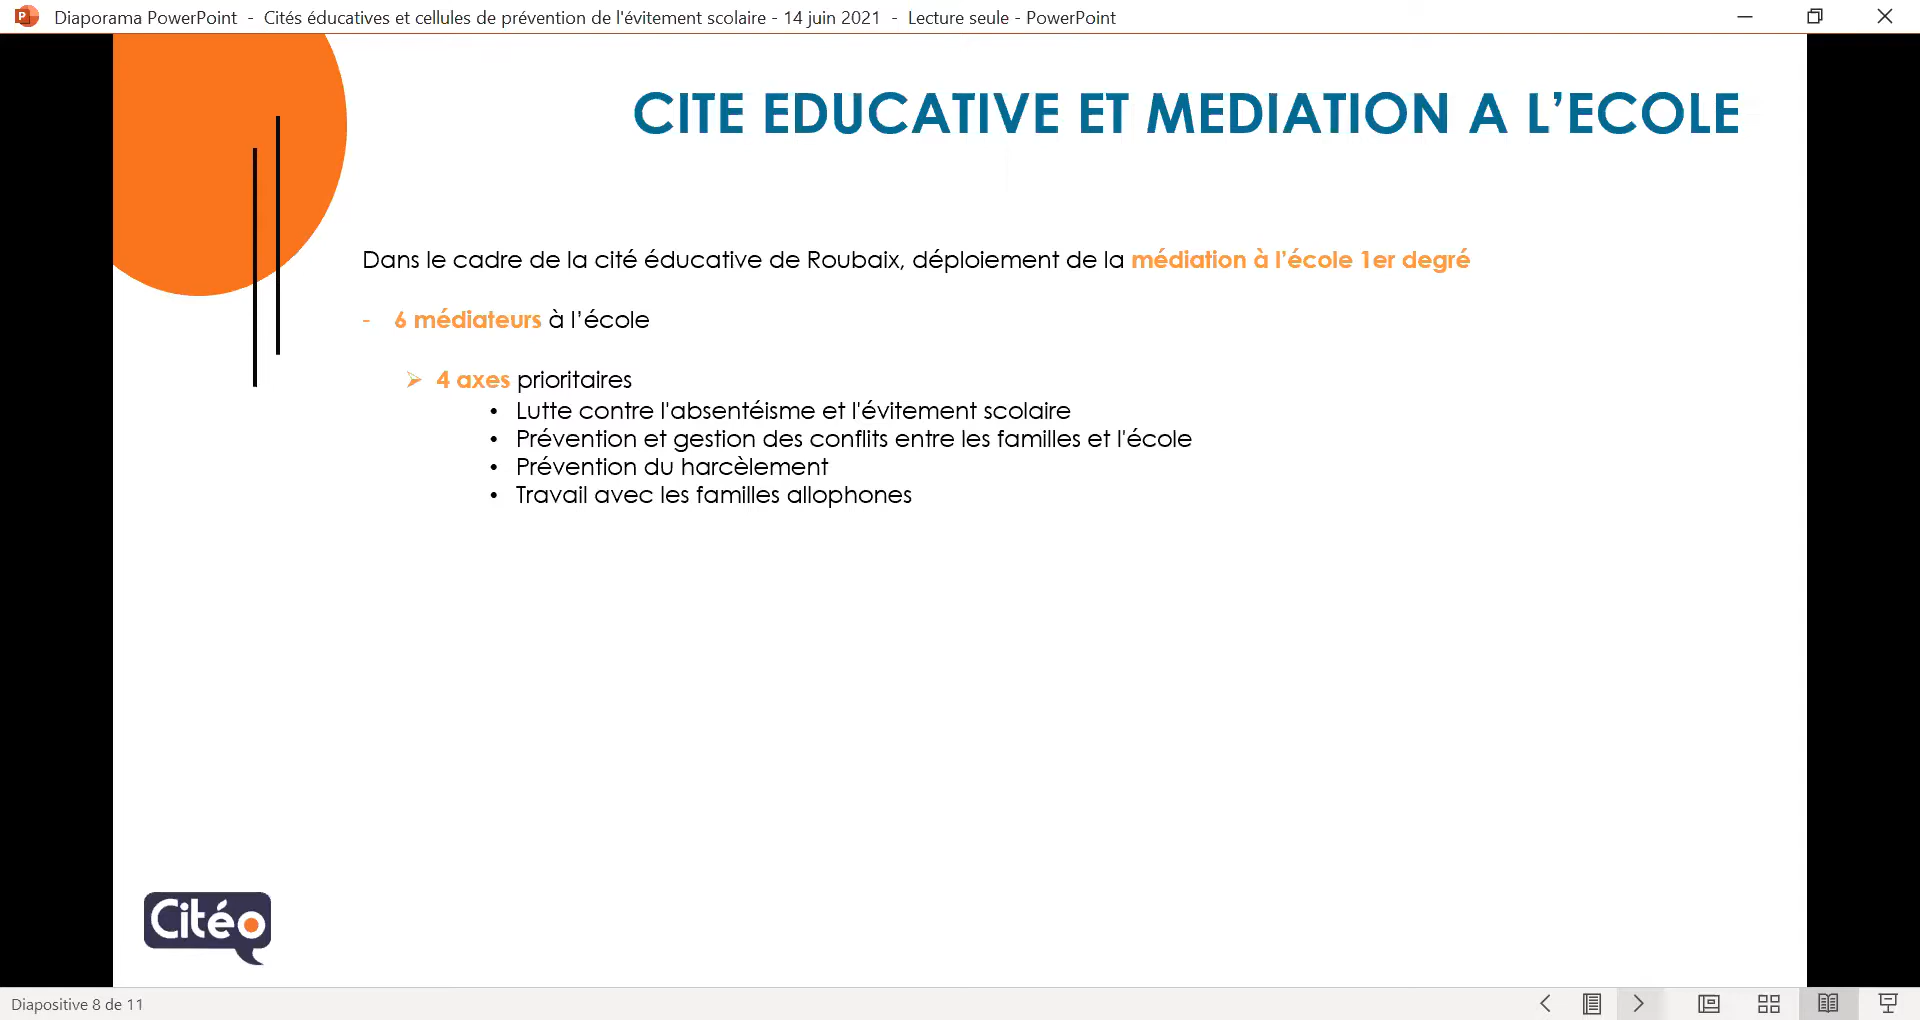 Diaporama PowerPoint - Cités éducatives et cellules de prévention de l'évitement scolaire - 14 juin 2021 - Lecture seule - PowerPoint
CITE EDUCATIVE ET MEDIATION A L’ECOLE
Dans le cadre de la cité éducative de Roubaix, déploiement de la médiation à l’école 1er degré
- 6 médiateurs à l’école
➢ 4 axes prioritaires
• Lutte contre l'absentéisme et l'évitement scolaire
• Prévention et gestion des conflits entre les familles et l'école
• Prévention du harcèlement
• Travail avec les familles allophones
Citéo
Diapositive 8 de 11